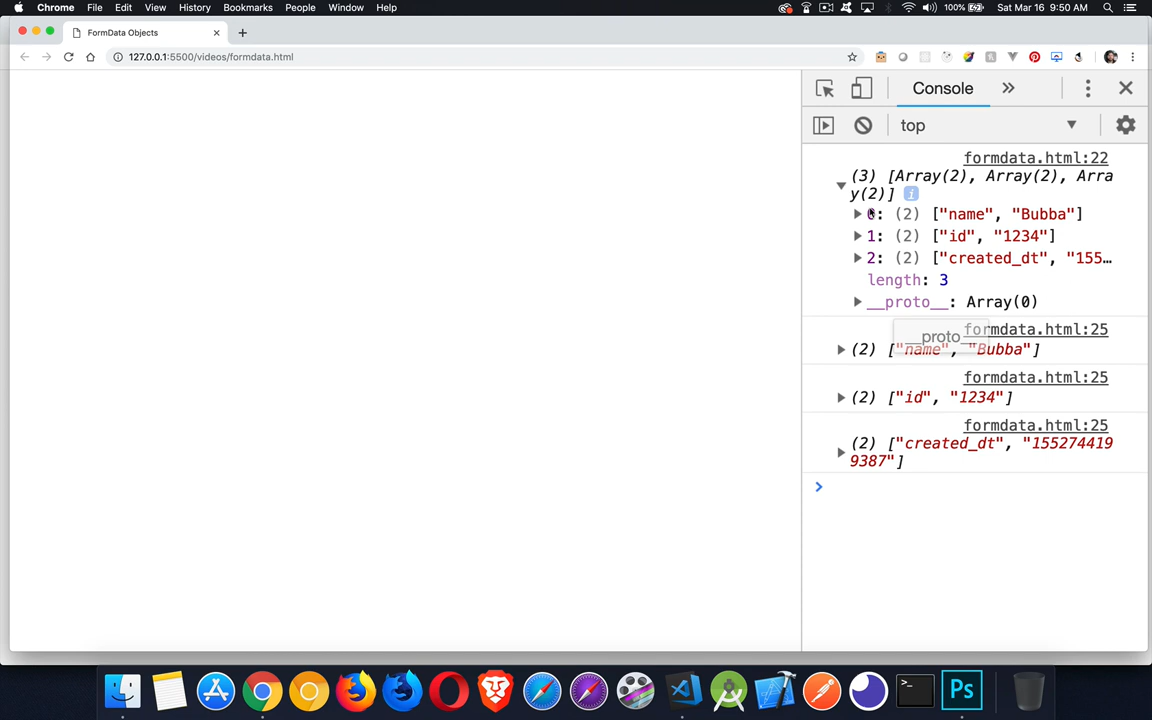 Chrome File Edit View History Bookmarks People Window Help 100% Sat Mar 16 9:50 AM
FormData Objects
127.0.0.1:5500/videos/formdata.html
Console
top
formdata.html:22
(3) [Array(2), Array(2), Arra
y(2)] i
0: (2) ["name", "Bubba"]
1: (2) ["id", "1234"]
2: (2) ["created_dt", "155…
length: 3
__proto__: Array(0)
formdata.html:25
__proto__
(2) ["name", "Bubba"]
formdata.html:25
(2) ["id", "1234"]
formdata.html:25
(2) ["created_dt", "155274419
9387"]
>_
Ps